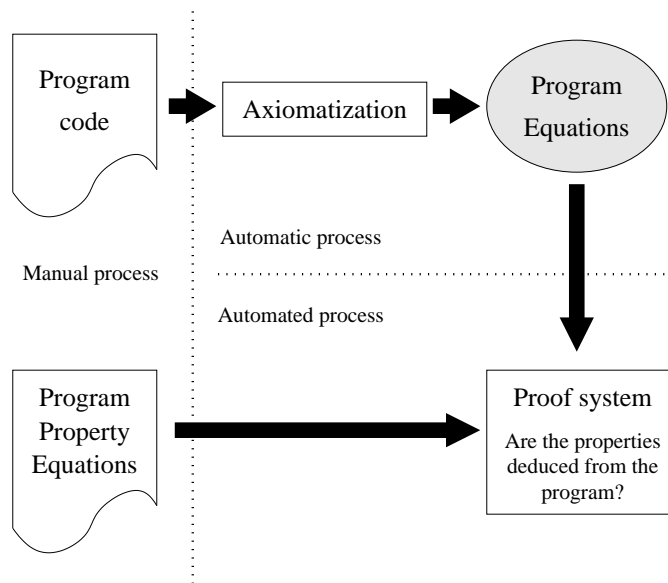 Program
code
Axiomatization
Program
Equations
Automatic process
Manual process
Automated process
Program
Property
Equations
Proof system
Are the properties
deduced from the
program?